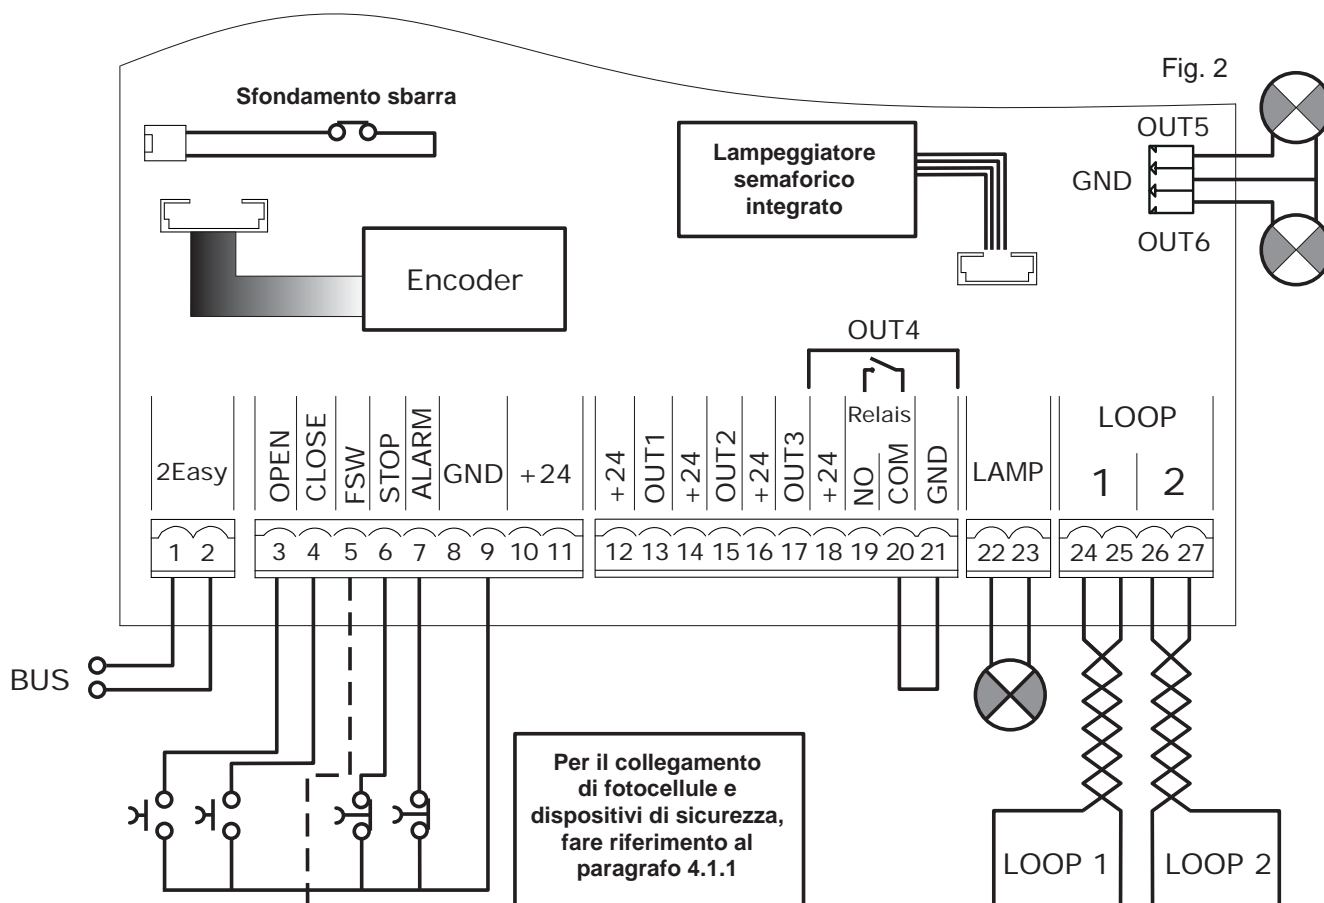 Fig. 2
Sfondamento sbarra
OUT5
Lampeggiatore
semaforico
integrato
GND
OUT6
Encoder
OUT4
Relais
LOOP
2Easy
OPEN
CLOSE
FSW
STOP
ALARM
GND
+24
+24
OUT1
+24
OUT2
+24
OUT3
+24
NO
COM
GND
LAMP
1 2
1 2 3 4 5 6 7 8 9 10 11 12 13 14 15 16 17 18 19 20 21 22 23 24 25 26 27
BUS
Per il collegamento
di fotocellule e
dispositivi di sicurezza,
fare riferimento al
paragrafo 4.1.1
LOOP 1
LOOP 2